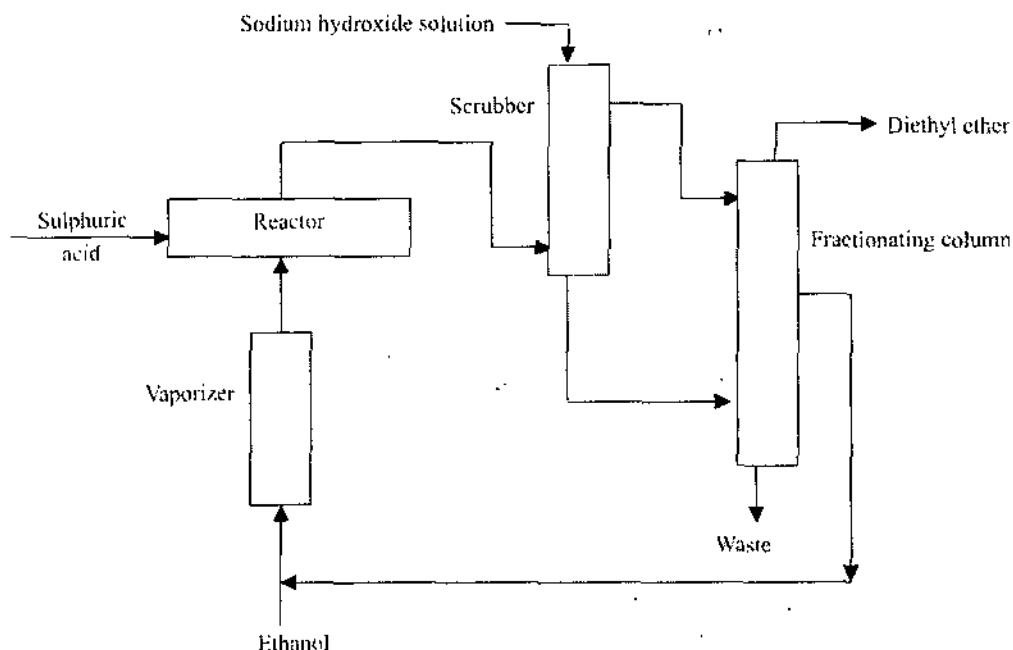 Sodium hydroxide solution
Scrubber
Diethyl ether
Sulphuric
acid
Reactor
Fractionating column
Vaporizer
Waste
Ethanol